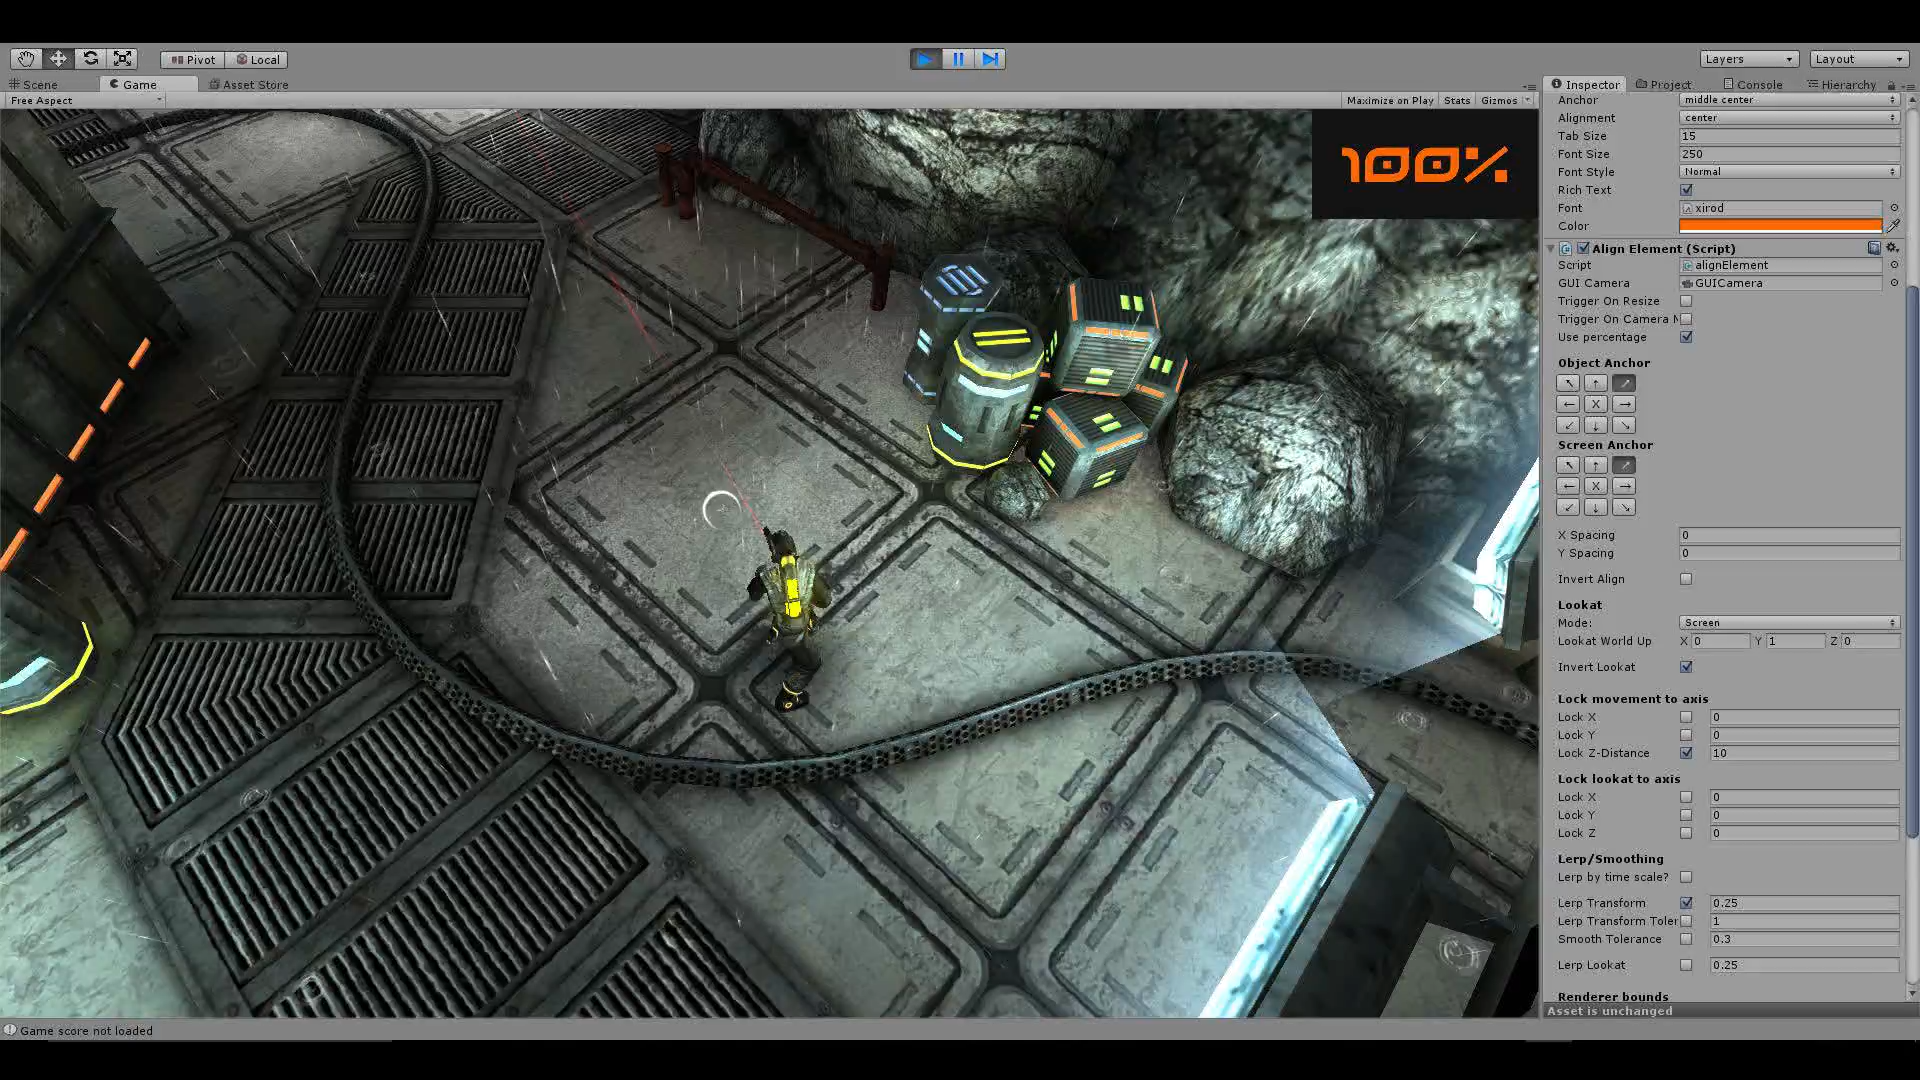 Pivot Local Layers Layout
Scene Game Asset Store Inspector Project Console Hierarchy
Free Aspect Maximize on Play Stats Gizmos
Anchor middle center
Alignment center
Tab Size 15
Font Size 250
Font Style Normal
Rich Text
Font xirod
Color
100%
Align Element (Script)
Script alignElement
GUI Camera GUICamera
Trigger On Resize
Trigger On Camera
Use percentage
Object Anchor
X
Screen Anchor
X
X Spacing 0
Y Spacing 0
Invert Align
Lookat
Mode: Screen
Lookat World Up X 0 Y 1 Z 0
Invert Lookat
Lock movement to axis
Lock X 0
Lock Y 0
Lock Z-Distance 10
Lock lookat to axis
Lock X 0
Lock Y 0
Lock Z 0
Lerp/Smoothing
Lerp by time scale?
Lerp Transform 0.25
Lerp Transform Toler 1
Smooth Tolerance 0.3
Lerp Lookat 0.25
Renderer bounds
Asset is unchanged
Game score not loaded